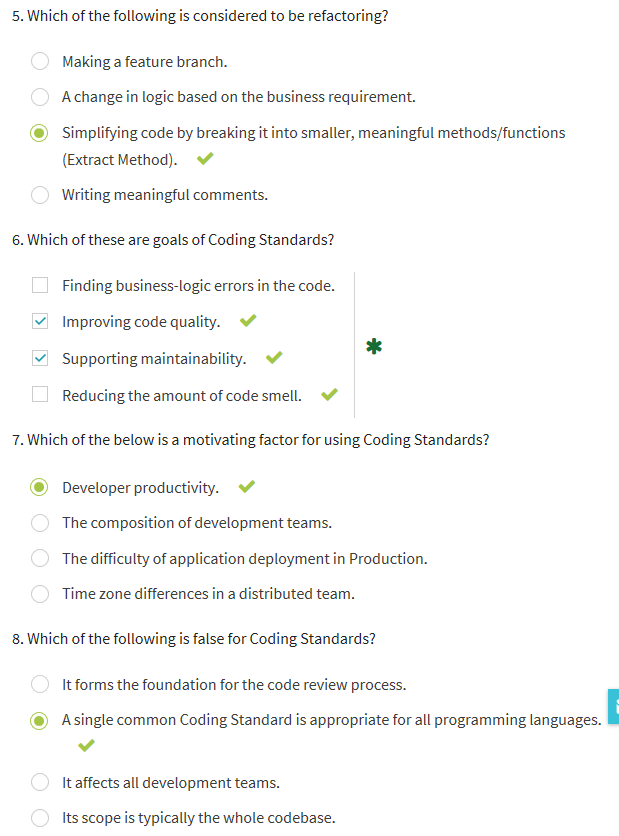 5. Which of the following is considered to be refactoring?
Making a feature branch.
A change in logic based on the business requirement.
Simplifying code by breaking it into smaller, meaningful methods/functions
(Extract Method).
Writing meaningful comments.
6. Which of these are goals of Coding Standards?
Finding business-logic errors in the code.
Improving code quality.
Supporting maintainability.
Reducing the amount of code smell.
7. Which of the below is a motivating factor for using Coding Standards?
Developer productivity.
The composition of development teams.
The difficulty of application deployment in Production.
Time zone differences in a distributed team.
8. Which of the following is false for Coding Standards?
It forms the foundation for the code review process.
A single common Coding Standard is appropriate for all programming languages.
It affects all development teams.
Its scope is typically the whole codebase.